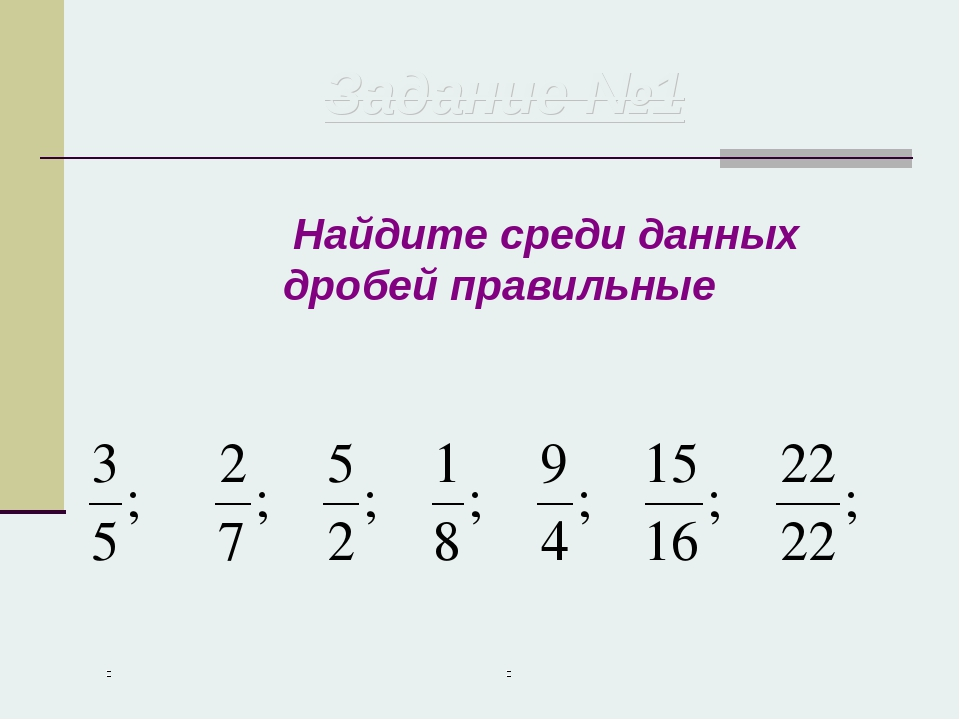 Задание №1
Найдите среди данных
дробей правильные
3/5; 2/7; 5/2; 1/8; 9/4; 15/16; 22/22;